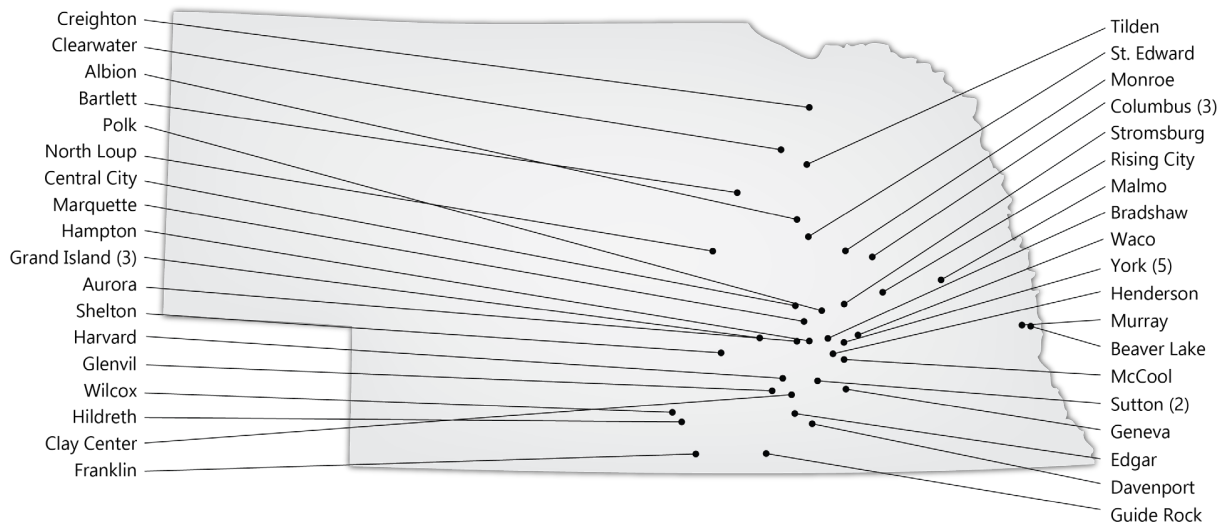 Creighton
Clearwater
Albion
Bartlett
Polk
North Loup
Central City
Marquette
Hampton
Grand Island (3)
Aurora
Shelton
Harvard
Glenvil
Wilcox
Hildreth
Clay Center
Franklin
Tilden
St. Edward
Monroe
Columbus (3)
Stromsburg
Rising City
Malmo
Bradshaw
Waco
York (5)
Henderson
Murray
Beaver Lake
McCool
Sutton (2)
Geneva
Edgar
Davenport
Guide Rock